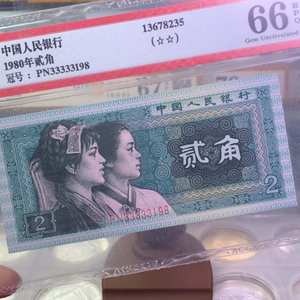 中国人民银行
1980年贰角
冠号：PN33333198
13678235
(☆☆)
66
Gem Uncirculated
67
中国人民银行
贰角
2
2